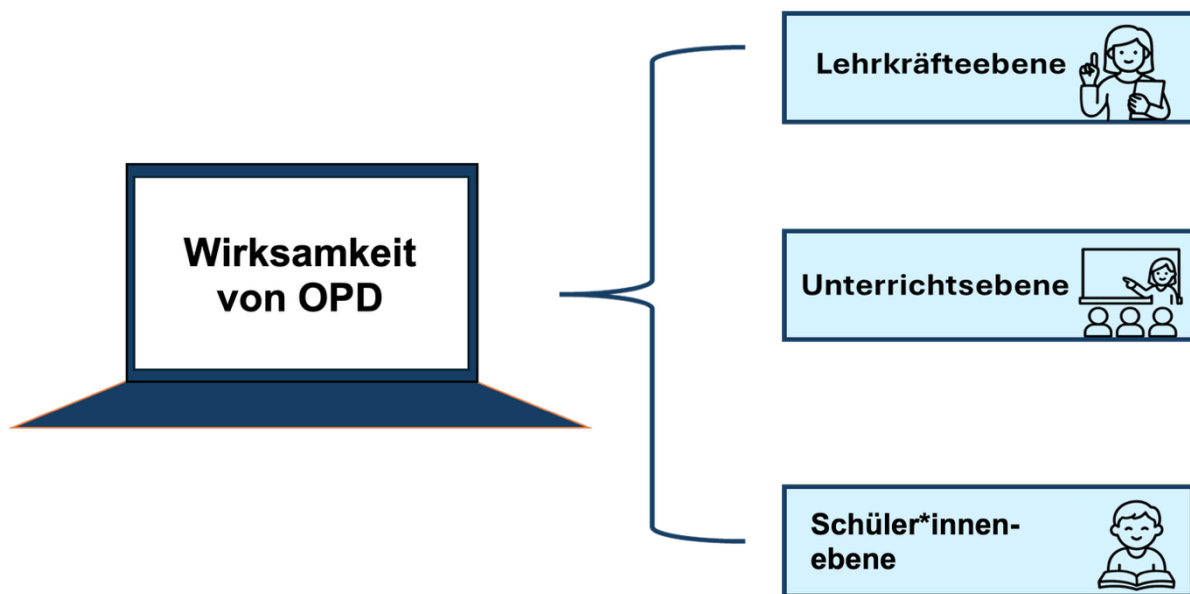 Wirksamkeit
von OPD
Lehrkräfteebene
Unterrichtsebene
Schüler*innen-
ebene